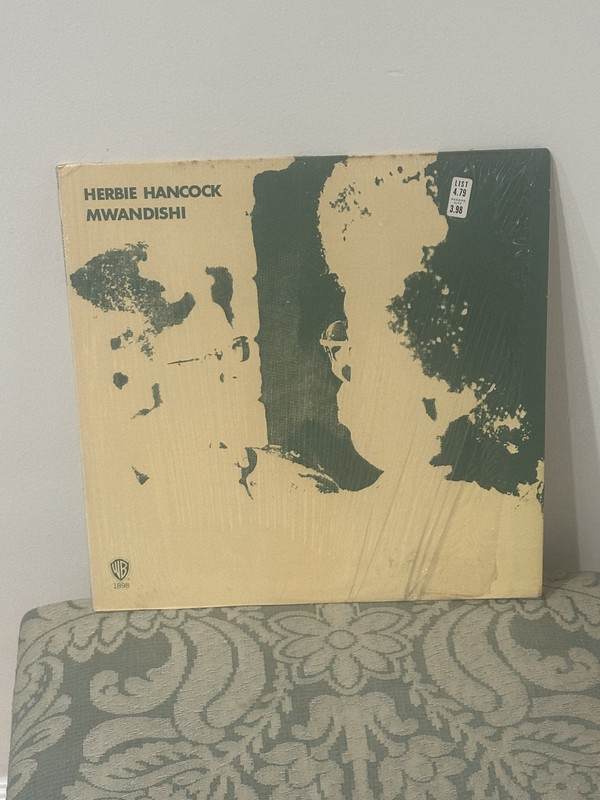 HERBIE HANCOCK
MWANDISHI
LIST
4.79
3.98
WB
1898